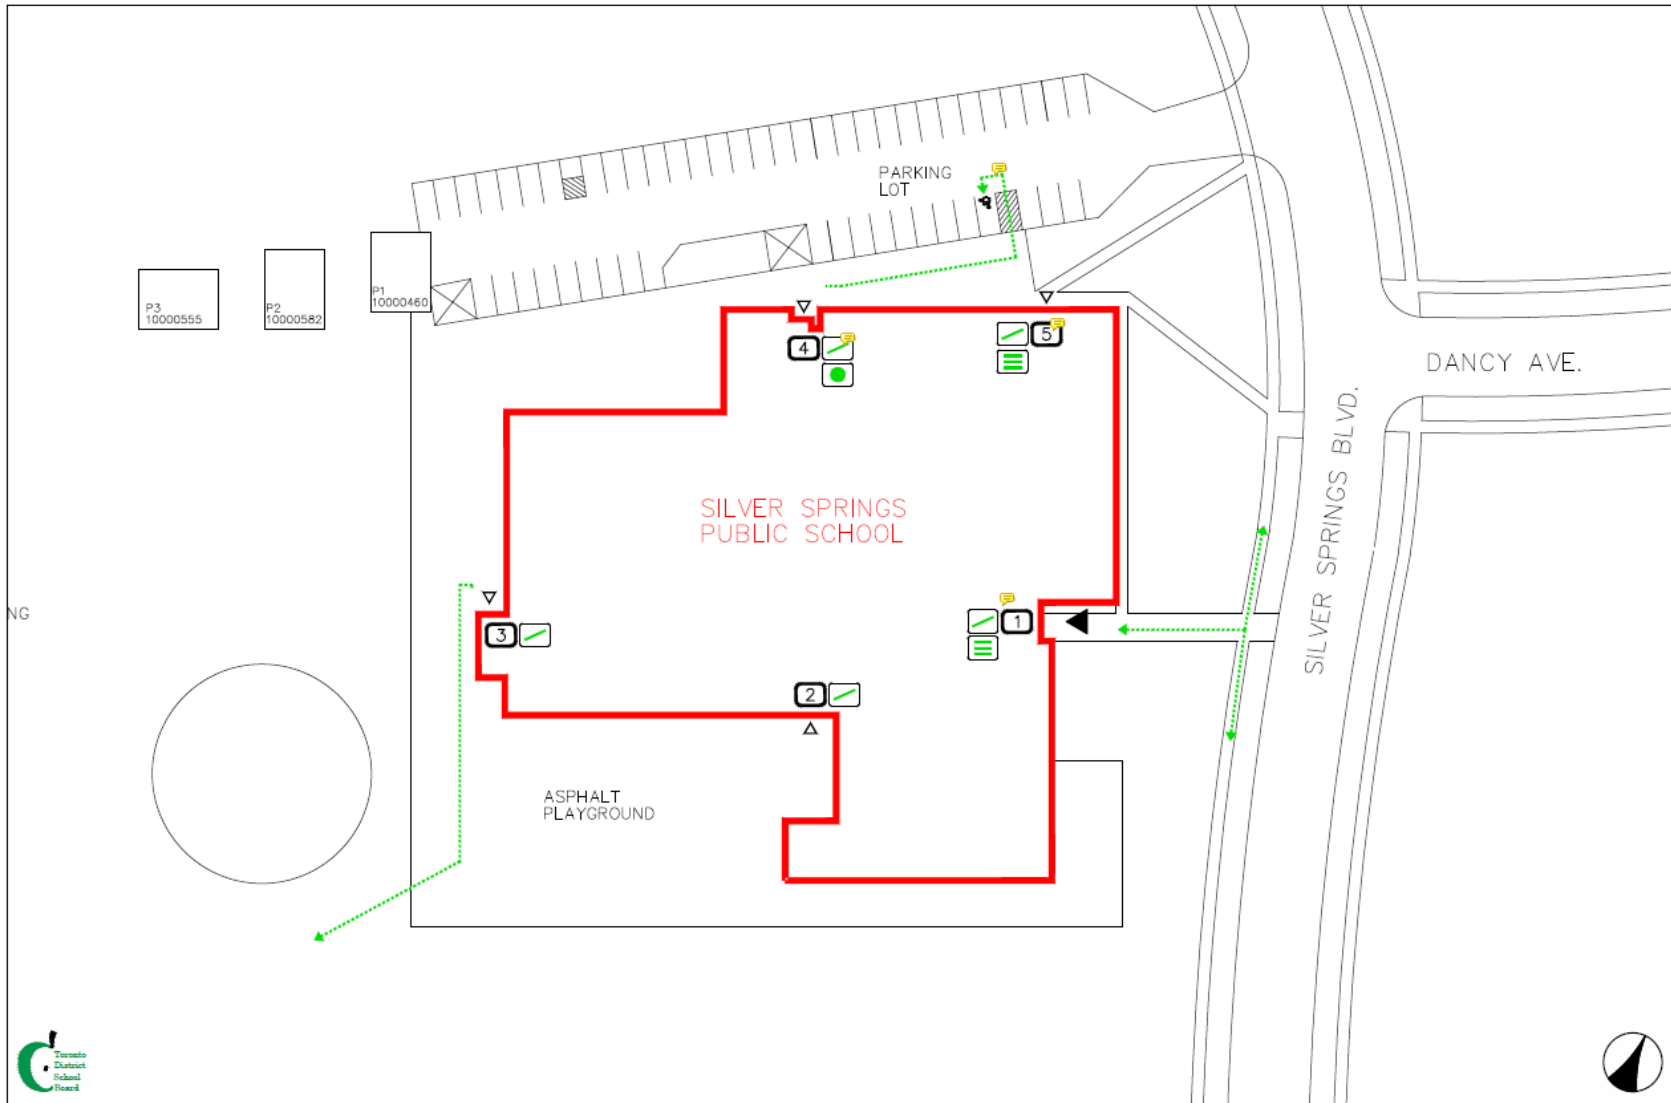 PARKING
LOT
P1
10000460
P2
10000582
P3
10000555
4
5
DANCY AVE.
SILVER SPRINGS BLVD.
SILVER SPRINGS
PUBLIC SCHOOL
NG
3
1
2
ASPHALT
PLAYGROUND
Toronto
District
School
Board